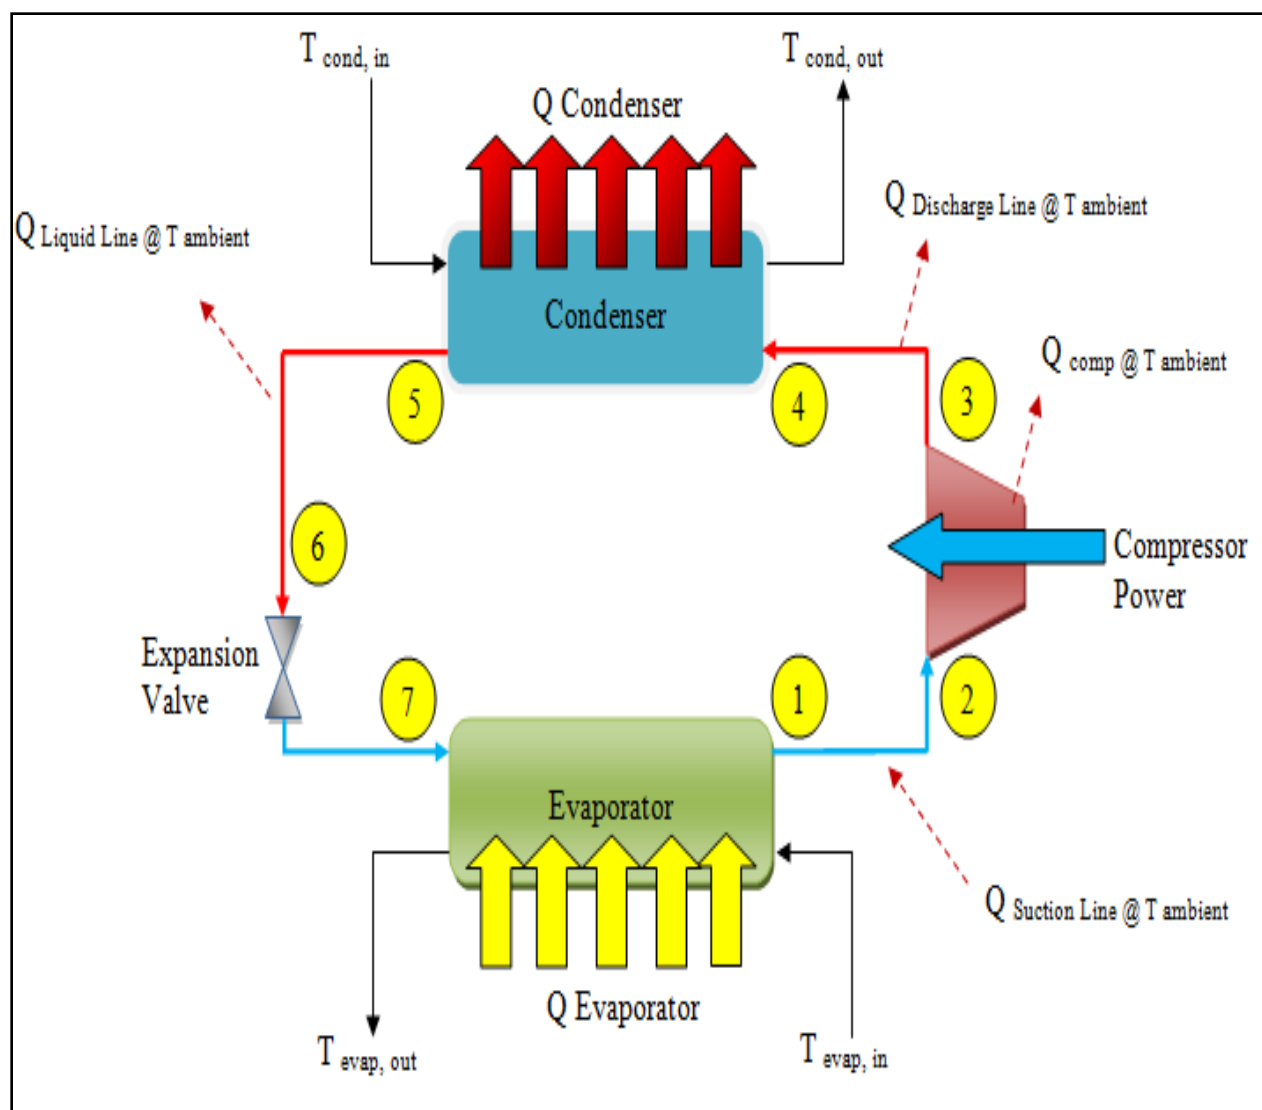 T cond, in
T cond, out
Q Condenser
Q Discharge Line @ T ambient
Q Liquid Line @ T ambient
Condenser
Q comp @ T ambient
5
4
3
6
Compressor
Power
Expansion
Valve
7
1
2
Evaporator
Q Suction Line @ T ambient
Q Evaporator
T evap, out
T evap, in